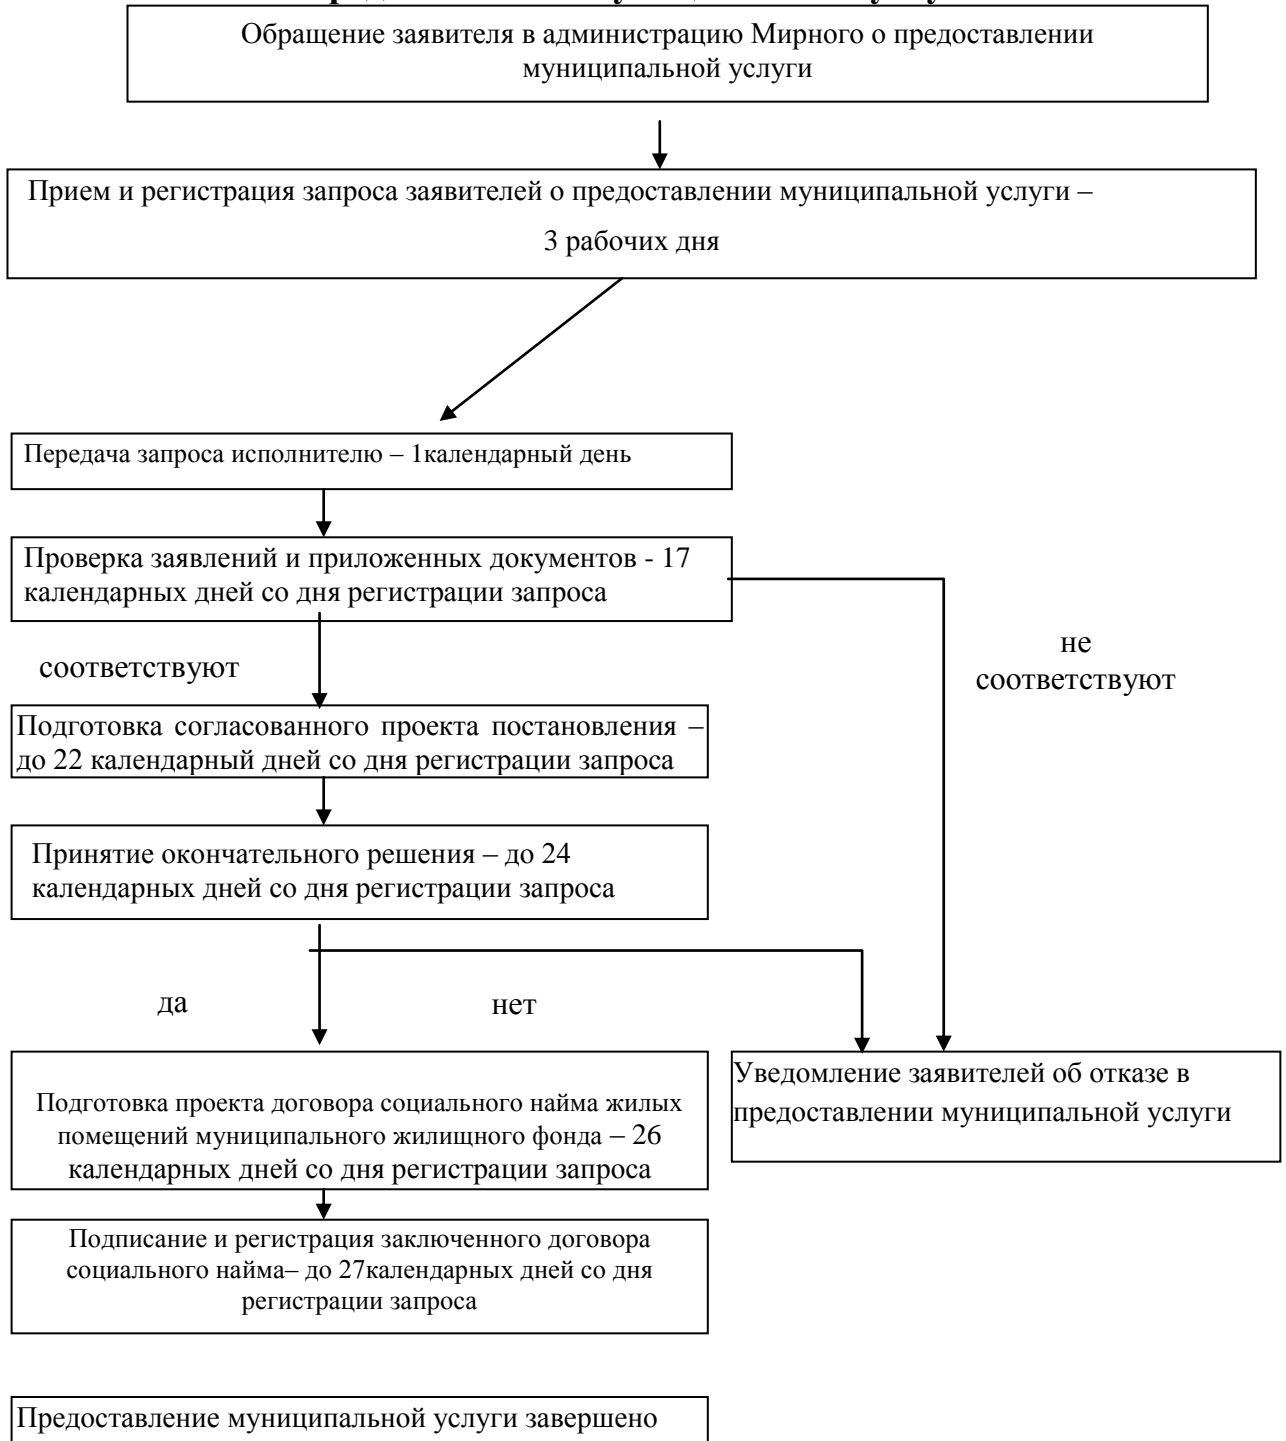 Обращение заявителя в администрацию Мирного о предоставлении
муниципальной услуги
Прием и регистрация запроса заявителей о предоставлении муниципальной услуги –
3 рабочих дня
Передача запроса исполнителю – 1календарный день
Проверка заявлений и приложенных документов - 17
календарных дней со дня регистрации запроса
не
соответствуют
соответствуют
Подготовка согласованного проекта постановления –
до 22 календарный дней со дня регистрации запроса
Принятие окончательного решения – до 24
календарных дней со дня регистрации запроса
да
нет
Подготовка проекта договора социального найма жилых
помещений муниципального жилищного фонда – 26
календарных дней со дня регистрации запроса
Уведомление заявителей об отказе в
предоставлении муниципальной услуги
Подписание и регистрация заключенного договора
социального найма– до 27календарных дней со дня
регистрации запроса
Предоставление муниципальной услуги завершено